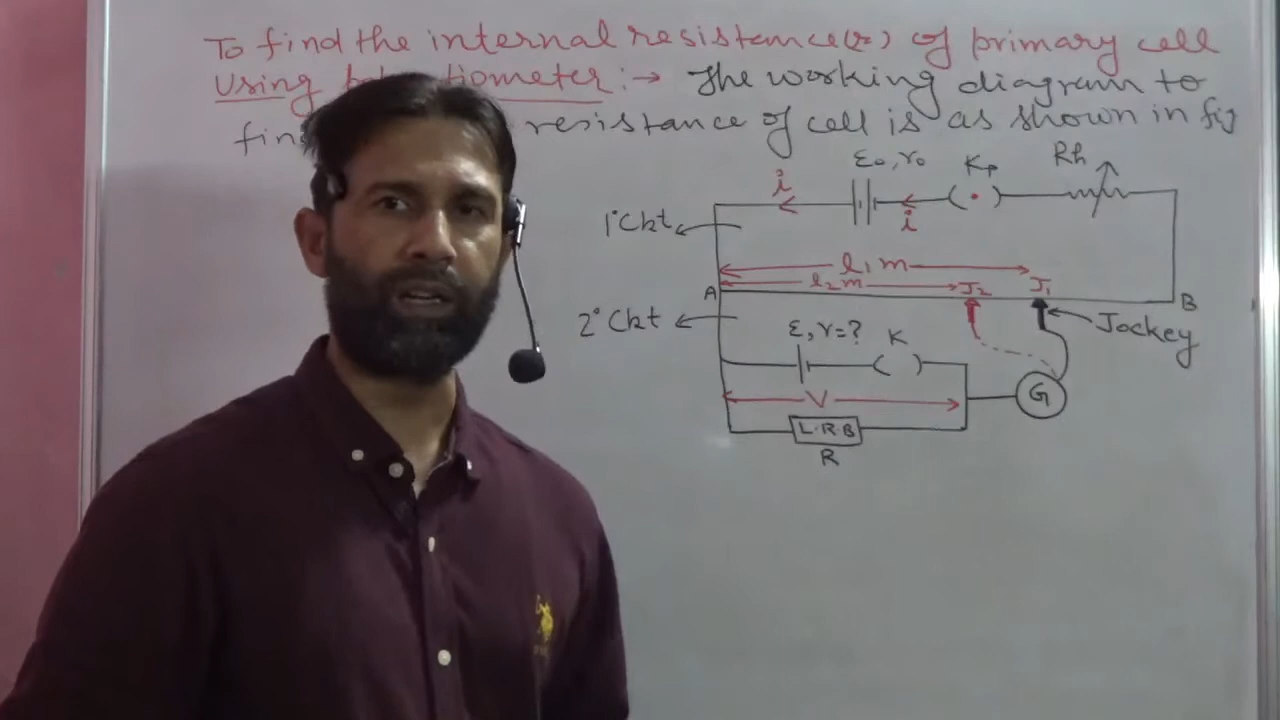 To find the internal resistance(r) of primary cell
Using :→ The working diagram to
resistance of cell is as shown in fig
ε₀, r₀ Kp Rh
i
i
1° Ckt
l₁ m
l₂ m J₂ J₁
A B
2° Ckt
Jockey
ε, r=? K
V
G
L·R·B
R